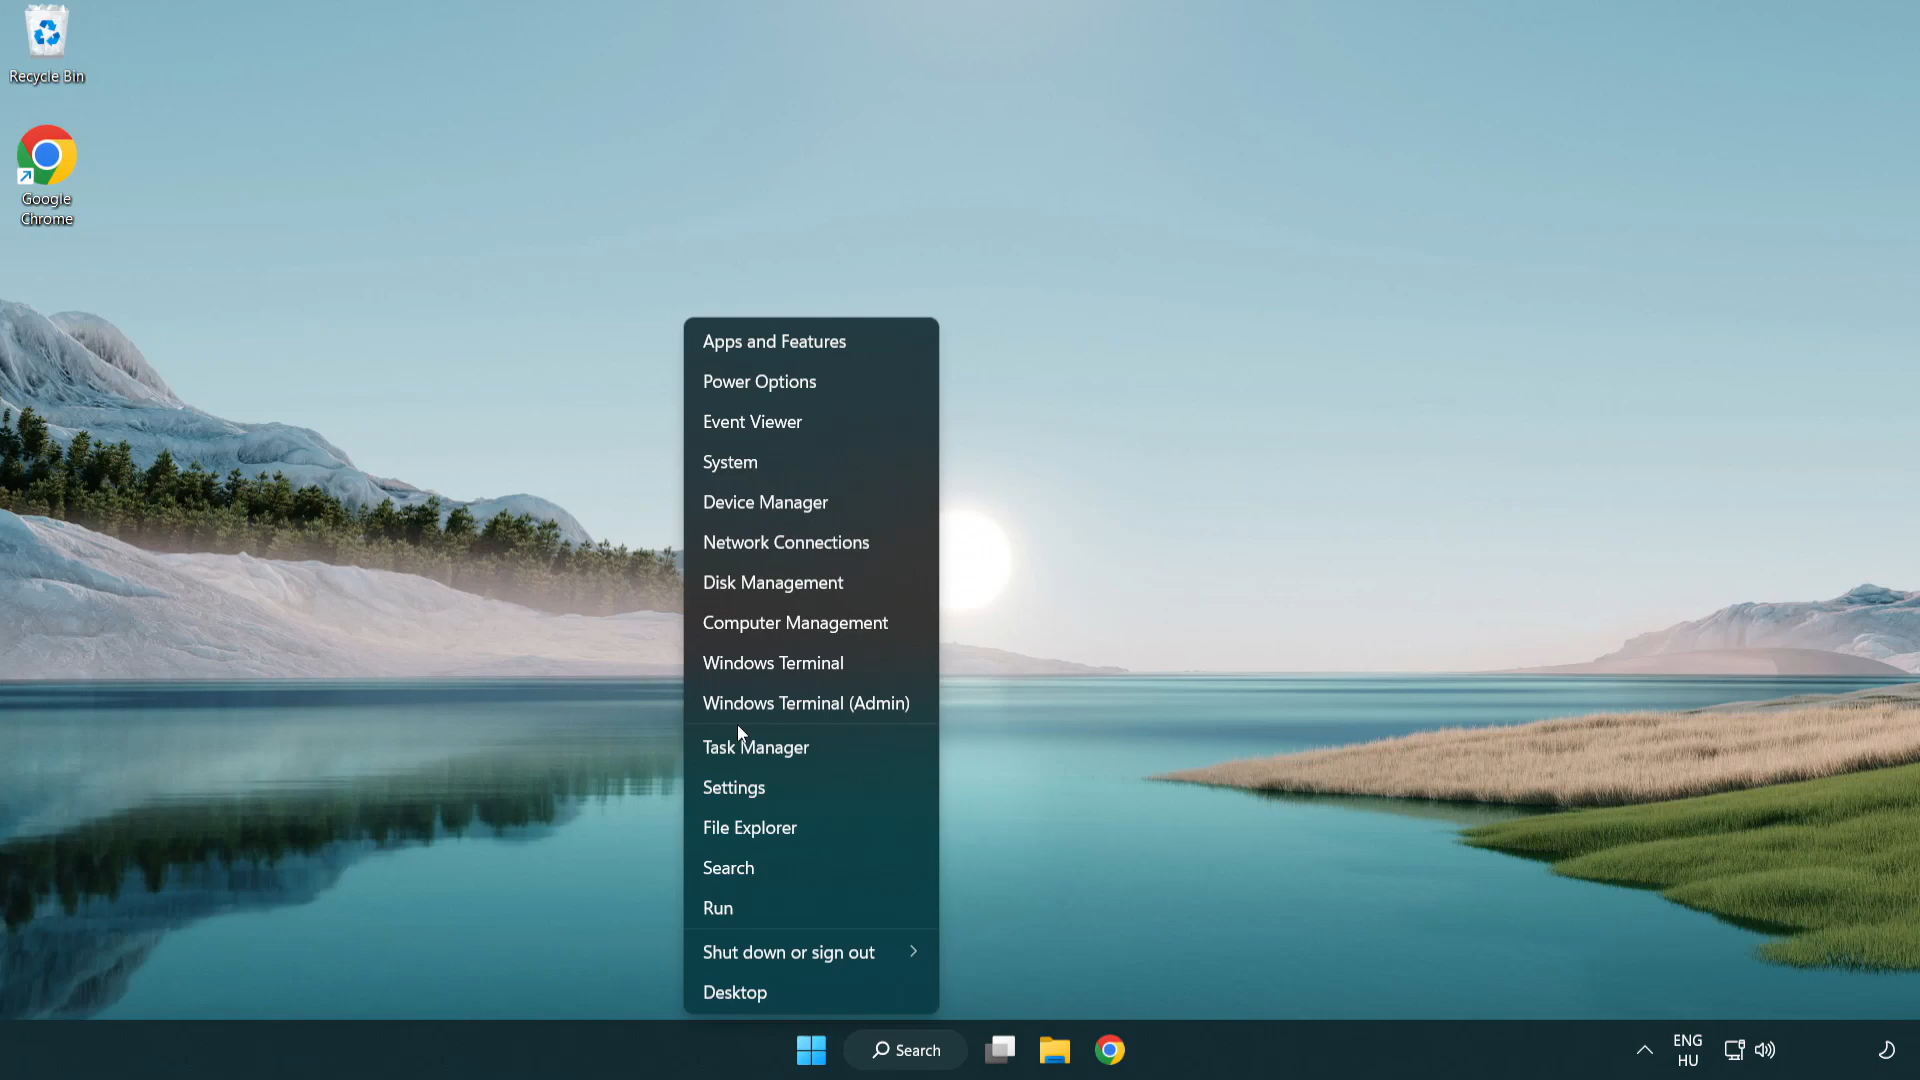 Recycle Bin
Google
Chrome
Apps and Features
Power Options
Event Viewer
System
Device Manager
Network Connections
Disk Management
Computer Management
Windows Terminal
Windows Terminal (Admin)
Task Manager
Settings
File Explorer
Search
Run
Shut down or sign out
Desktop
Search
ENG
HU